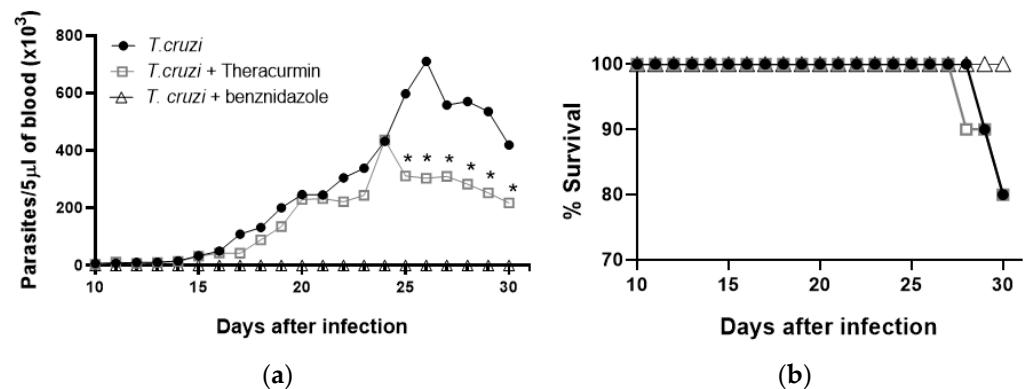 Parasites/5µl of blood (x10³)
800
600
400
200
0
T.cruzi
T.cruzi + Theracurmin
T. cruzi + benznidazole
* * * * * *
10 15 20 25 30
Days after infection
(a)
% Survival
100
90
80
70
10 15 20 25 30
Days after infection
(b)